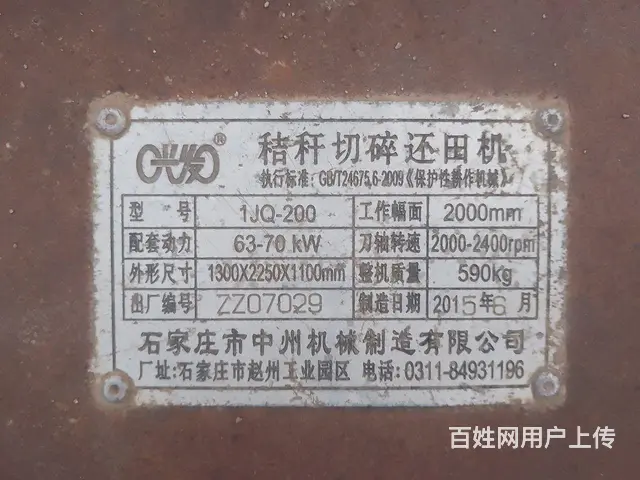 秸秆切碎还田机
执行标准：GB/T24675.6-2009《保护性耕作机械》
型号 1JQ-200 工作幅面 2000mm
配套动力 63-70 kW 刀轴转速 2000-2400rpm
外形尺寸 1300X2250X1100mm 整机质量 590kg
出厂编号 ZZ07029 制造日期 2015年6月
石家庄市中州机械制造有限公司
厂址：石家庄市赵州工业园区 电话：0311-84931196
百姓网用户上传